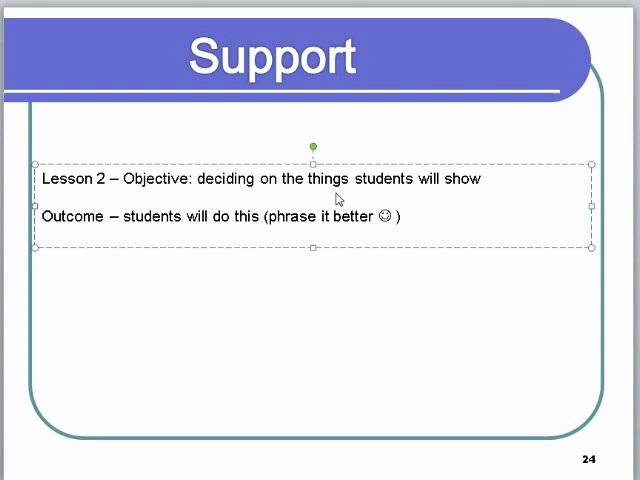 Support
Lesson 2 – Objective: deciding on the things students will show
Outcome – students will do this (phrase it better ☺ )
24